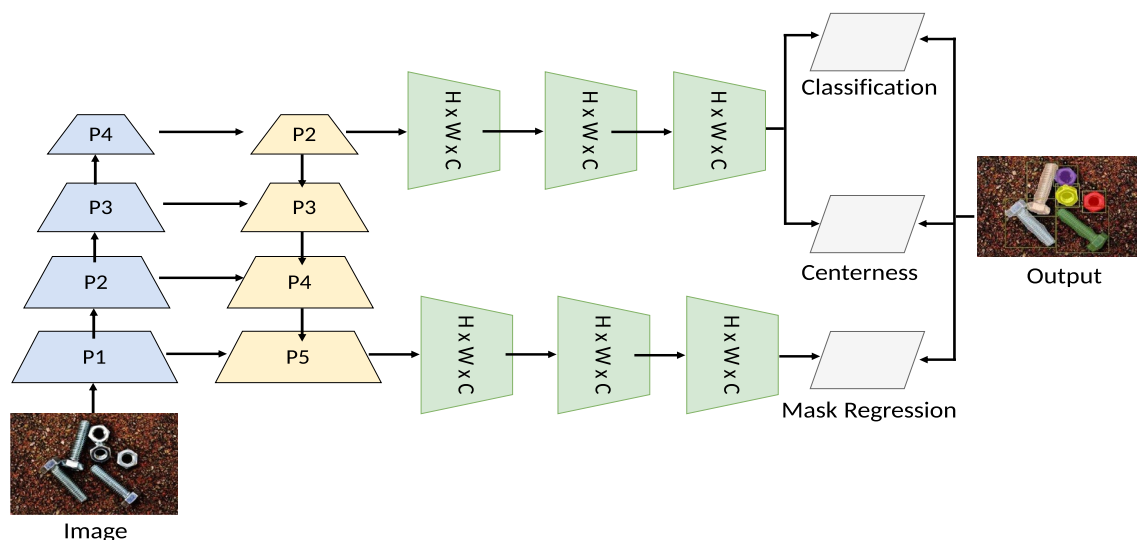 P4
P2
H x W x C
H x W x C
H x W x C
Classification
P3
P3
P2
P4
Centerness
Output
P1
P5
H x W x C
H x W x C
H x W x C
Mask Regression
Image